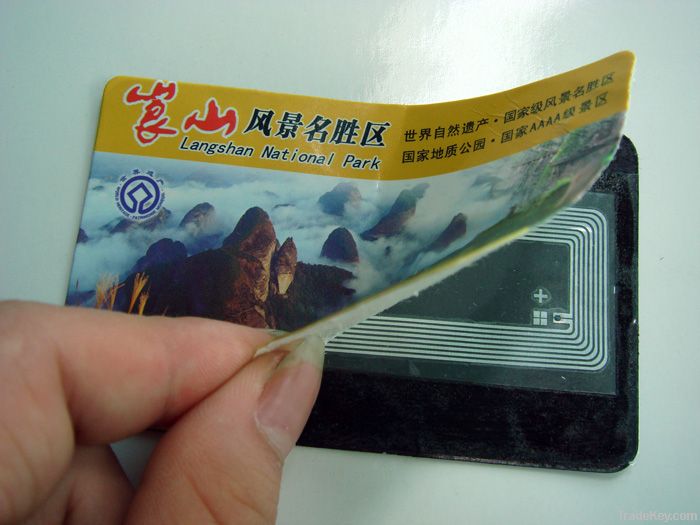 崀山 风景名胜区
Langshan National Park
世界自然遗产·国家级风景名胜区
国家地质公园·国家AAAA级景区
TradeKey.com